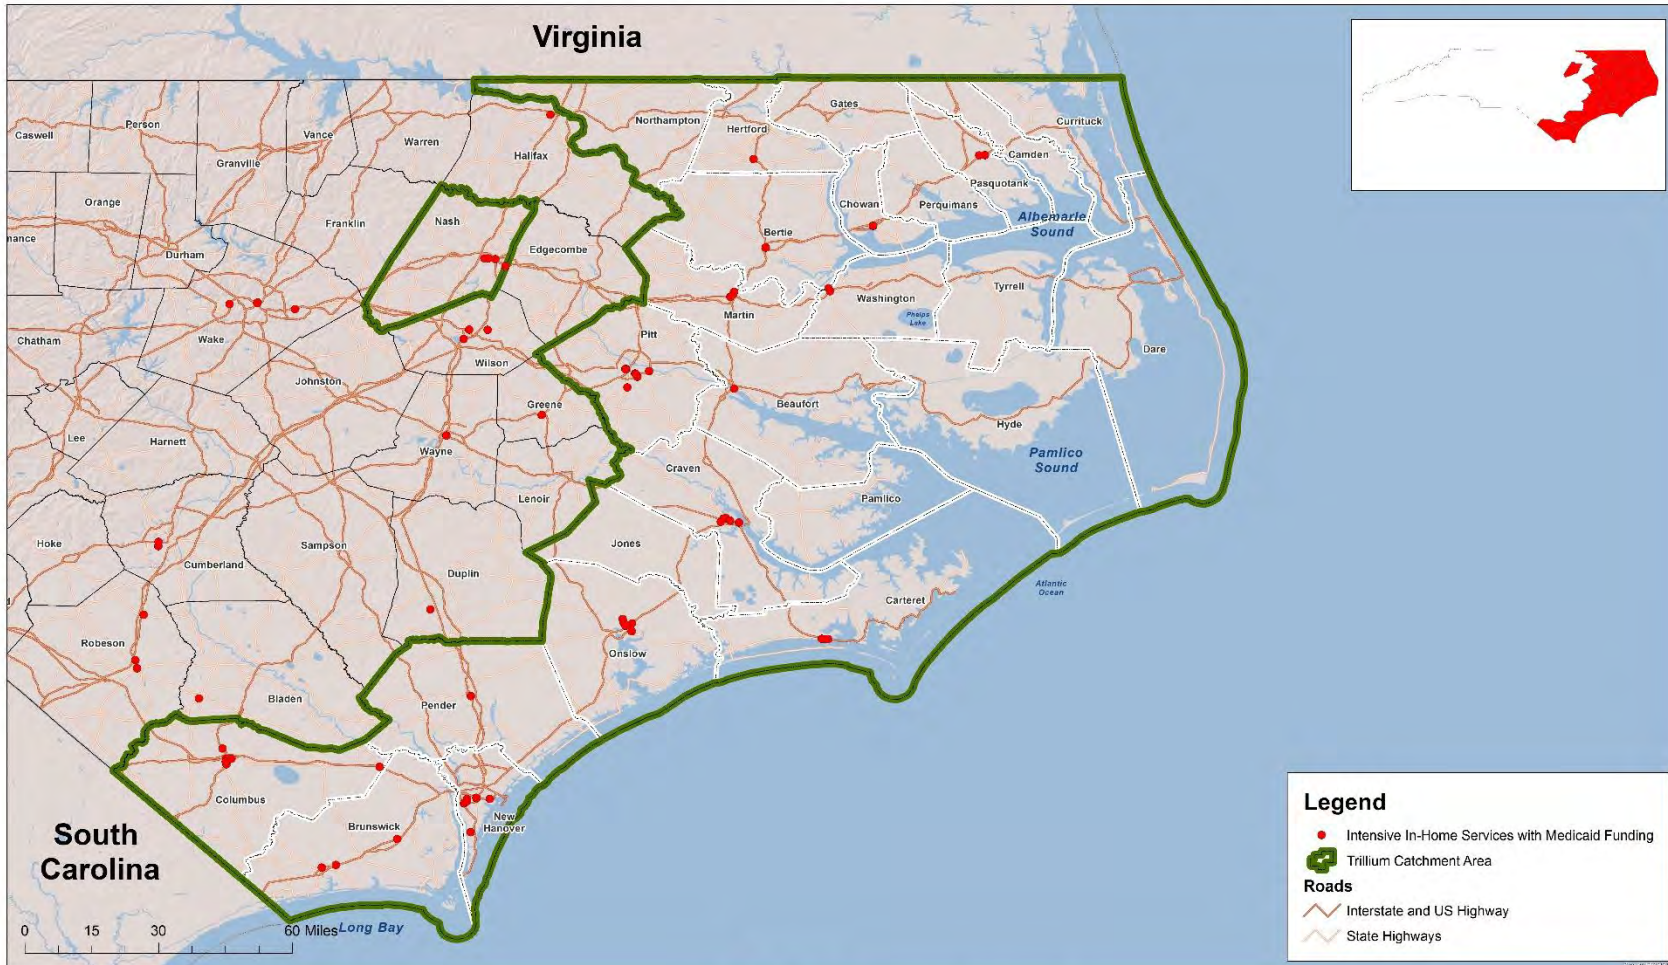 Virginia
Caswell
Person
Granville
Vance
Warren
Halifax
Northampton
Hertford
Gates
Currituck
Camden
Pasquotank
Perquimans
Chowan
Bertie
Albemarle
Sound
Orange
Durham
Franklin
Nash
Edgecombe
Martin
Washington
Tyrrell
Phelps
Lake
Dare
Chatham
Wake
Johnston
Wilson
Pitt
Beaufort
Hyde
Pamlico
Sound
Lee
Harnett
Wayne
Greene
Lenoir
Craven
Pamlico
Hoke
Cumberland
Sampson
Duplin
Jones
Carteret
Atlantic
Ocean
Robeson
Bladen
Pender
Onslow
Columbus
Brunswick
New
Hanover
South
Carolina
Long Bay
0 15 30 60 Miles
Legend
Intensive In-Home Services with Medicaid Funding
Trillium Catchment Area
Roads
Interstate and US Highway
State Highways